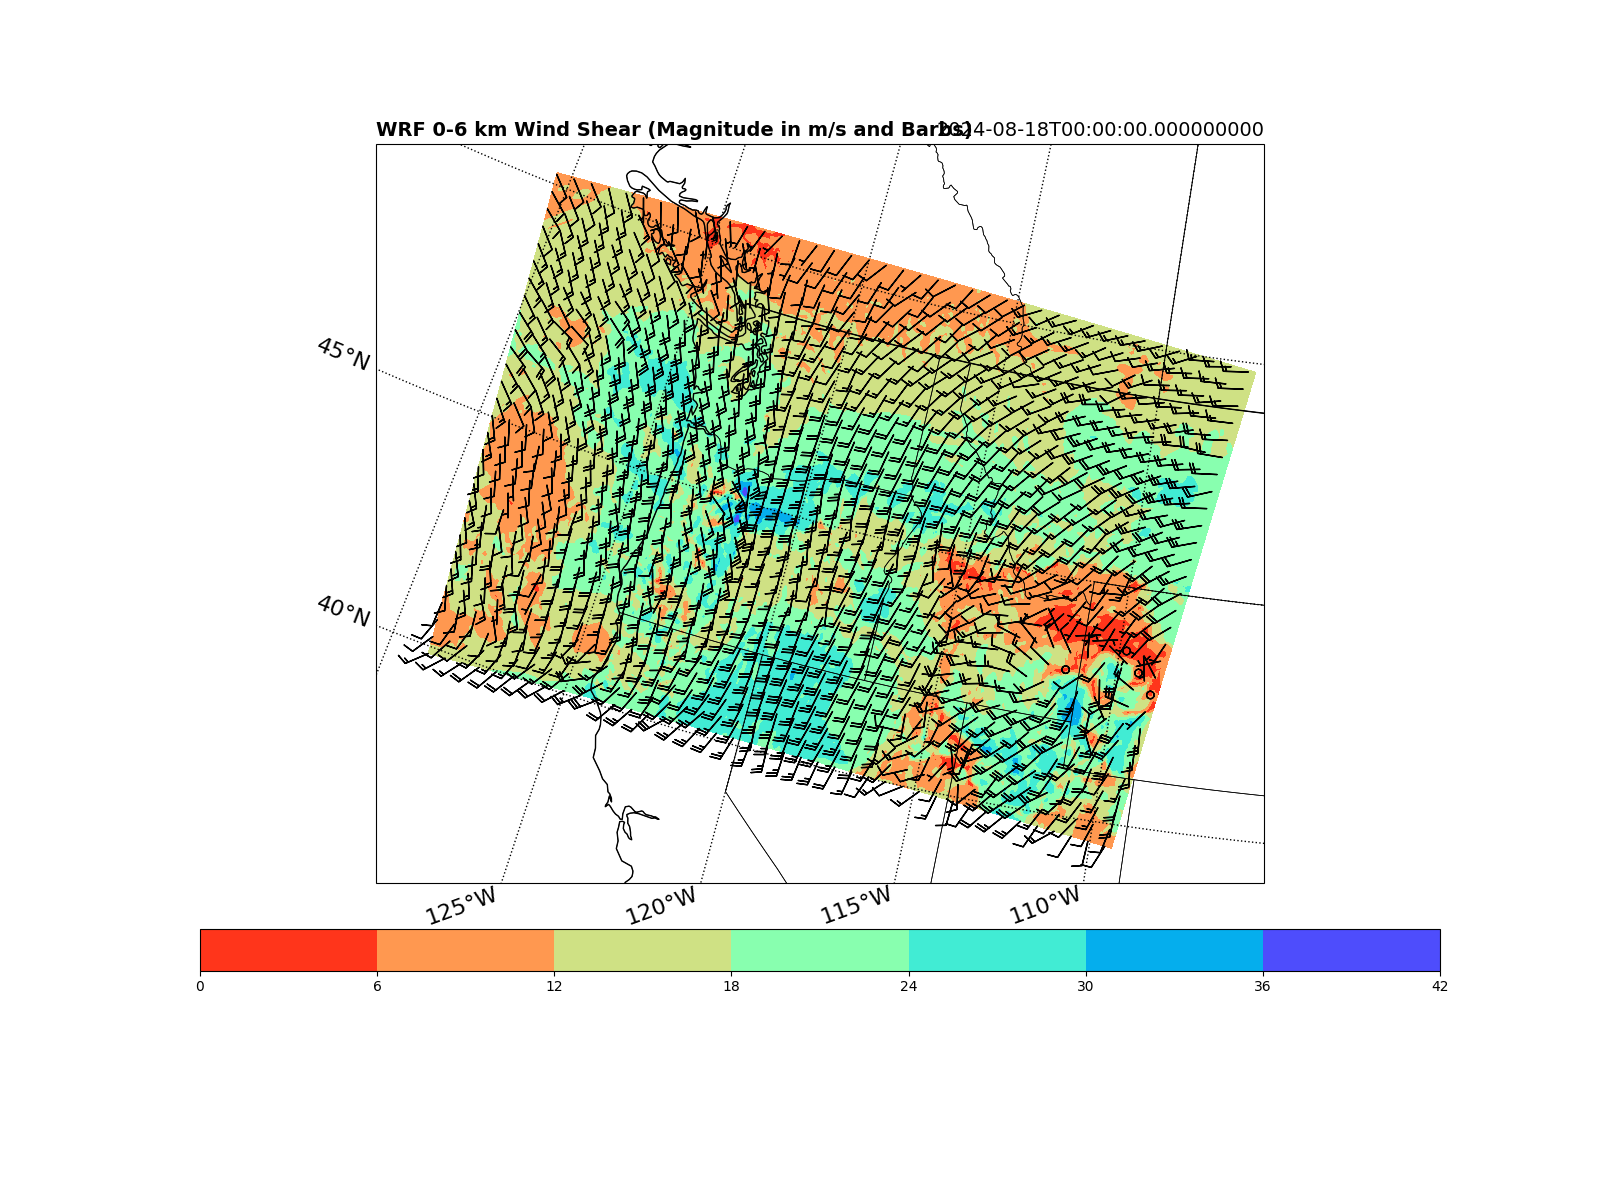 WRF 0-6 km Wind Shear (Magnitude in m/s and Barbs) 2024-08-18T00:00:00.000000000
45°N
40°N
125°W 120°W 115°W 110°W
0 6 12 18 24 30 36 42